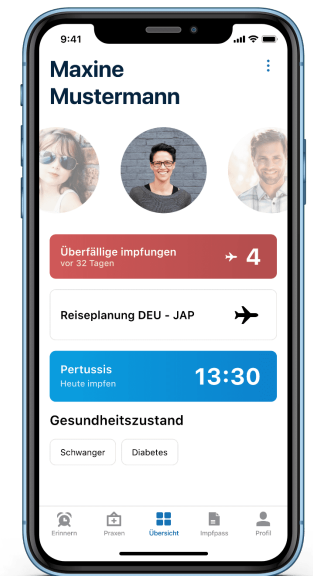 9:41
Maxine
Mustermann
Überfällige impfungen
vor 32 Tagen
4
Reiseplanung DEU - JAP
Pertussis
Heute impfen
13:30
Gesundheitszustand
Schwanger
Diabetes
Erinnern
Praxen
Übersicht
Impfpass
Profil